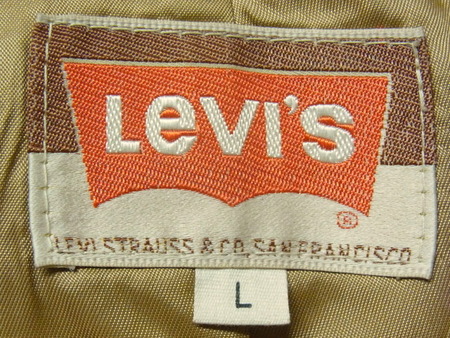 Levi's
®
LEVI STRAUSS & CO. SAN FRANCISCO
L